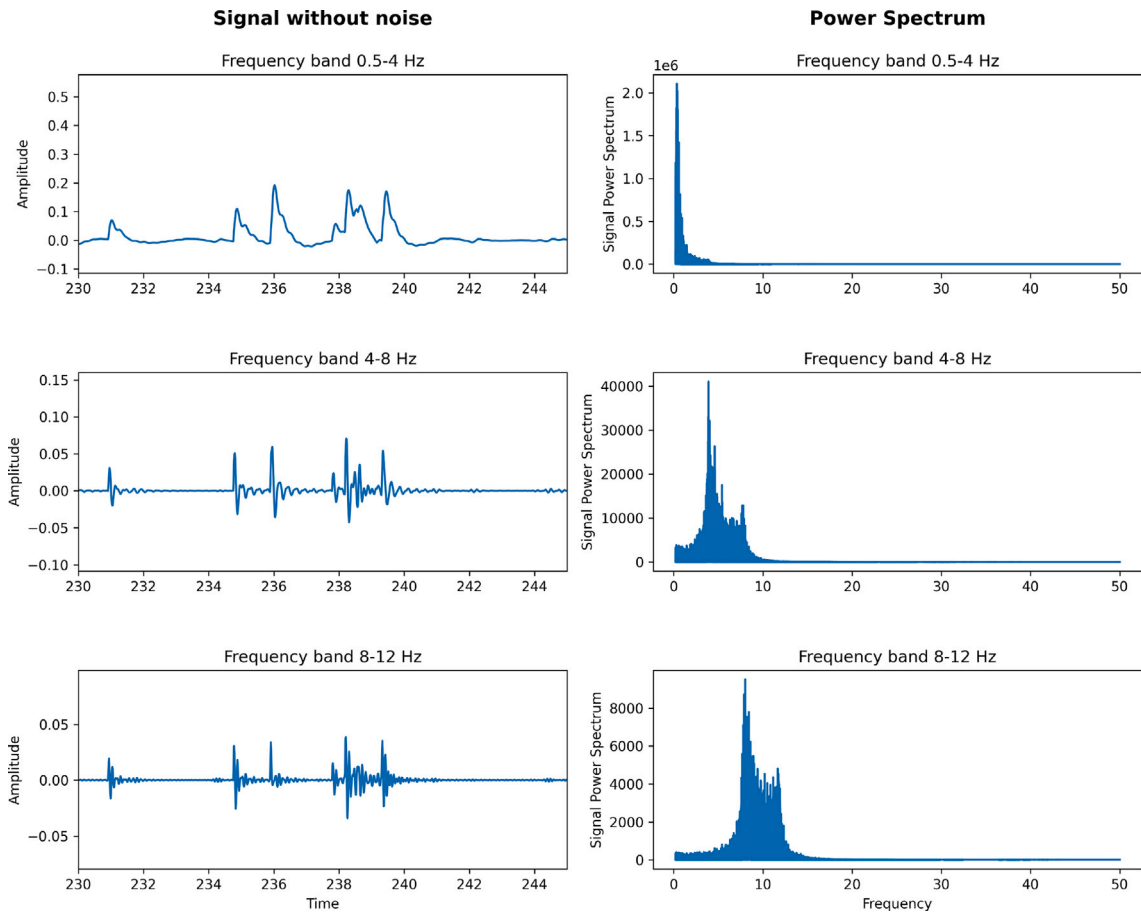 Signal without noise
Power Spectrum
Frequency band 0.5-4 Hz
Amplitude
0.5
0.4
0.3
0.2
0.1
0.0
−0.1
230 232 234 236 238 240 242 244
Frequency band 0.5-4 Hz
1e6
Signal Power Spectrum
2.0
1.5
1.0
0.5
0.0
0 10 20 30 40 50
Frequency band 4-8 Hz
Amplitude
0.15
0.10
0.05
0.00
−0.05
−0.10
230 232 234 236 238 240 242 244
Frequency band 4-8 Hz
Signal Power Spectrum
40000
30000
20000
10000
0
0 10 20 30 40 50
Frequency band 8-12 Hz
Amplitude
0.05
0.00
−0.05
230 232 234 236 238 240 242 244
Time
Frequency band 8-12 Hz
Signal Power Spectrum
8000
6000
4000
2000
0
0 10 20 30 40 50
Frequency